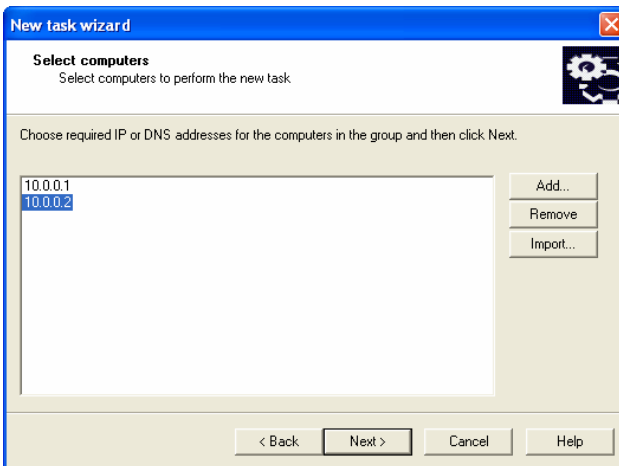 New task wizard
Select computers
Select computers to perform the new task
Choose required IP or DNS addresses for the computers in the group and then click Next.
10.0.0.1
10.0.0.2
Add...
Remove
Import...
< Back
Next >
Cancel
Help